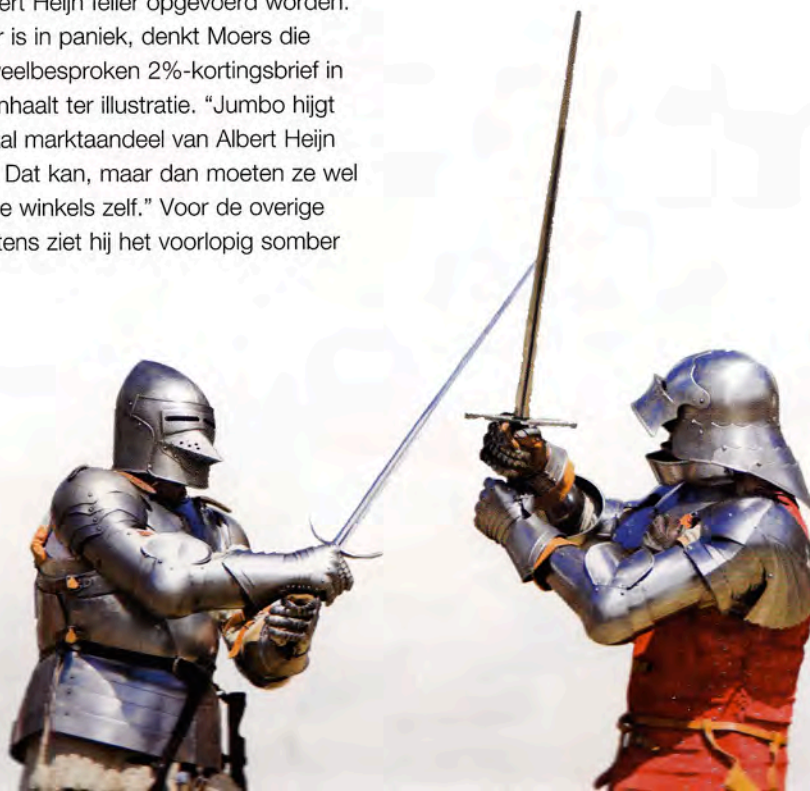 ert Heijn feller opgevoerd worden.
r is in paniek, denkt Moers die
eelbesproken 2%-kortingsbrief in
nhaalt ter illustratie. “Jumbo hijgt
al marktaandeel van Albert Heijn
Dat kan, maar dan moeten ze wel
e winkels zelf.” Voor de overige
tens ziet hij het voorlopig somber